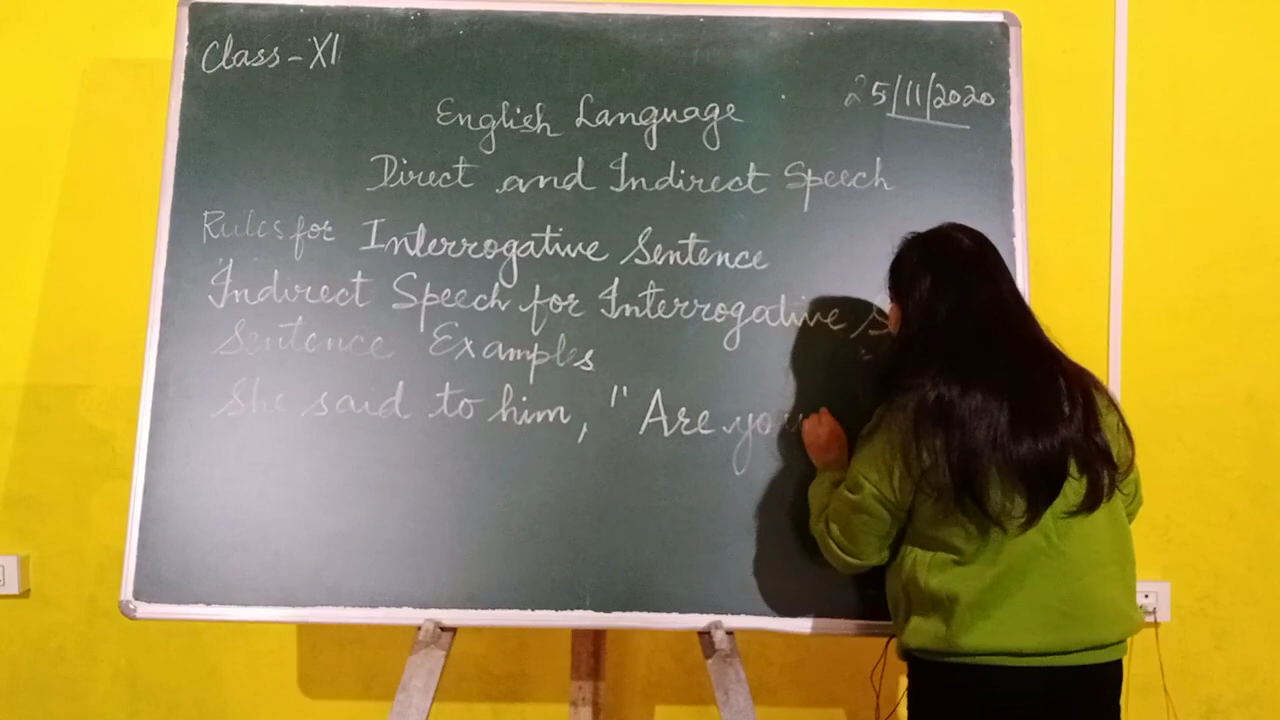 Class - XI
25/11/2020
English Language
Direct and Indirect Speech
Rules for Interrogative Sentence
Indirect Speech for Interrogative S
Sentence Examples
She said to him, " Are you